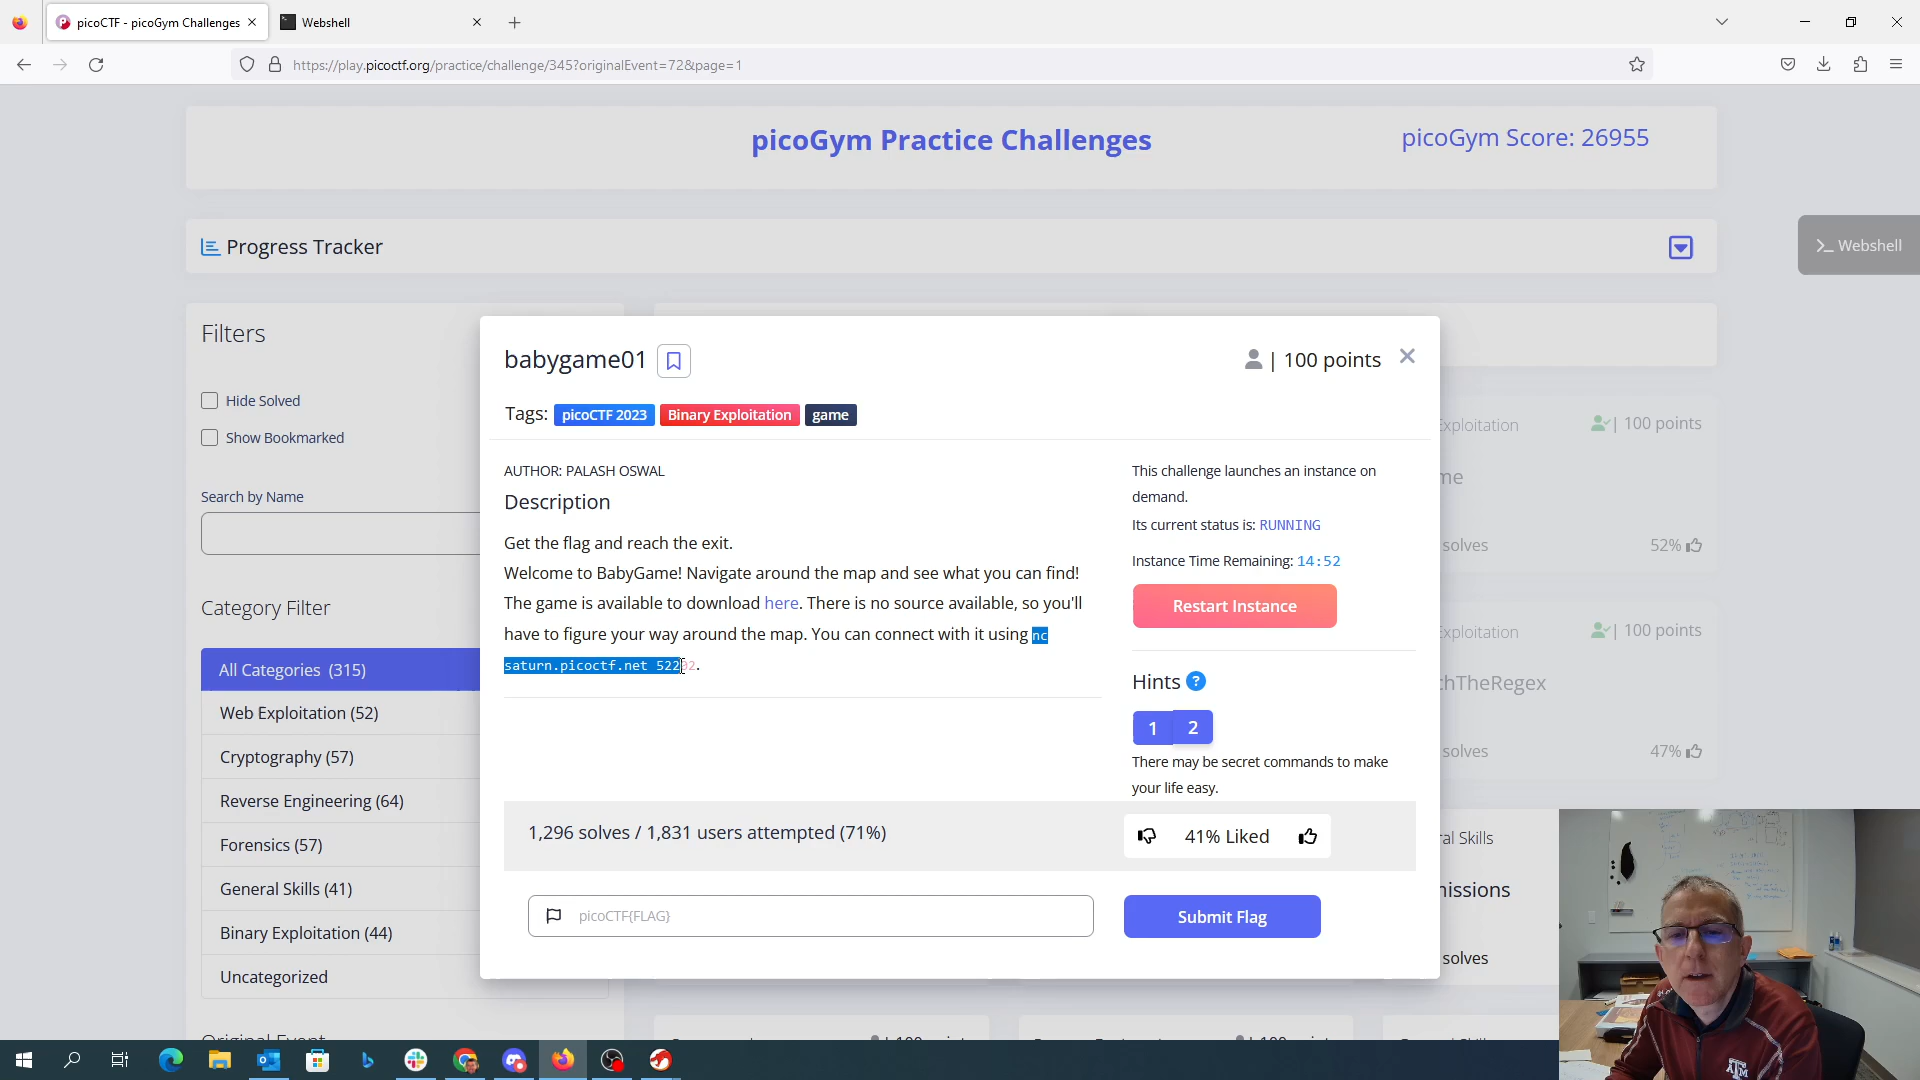 picoCTF - picoGym Challenges
Webshell
https://play.picoctf.org/practice/challenge/345?originalEvent=72&page=1
picoGym Practice Challenges
picoGym Score: 26955
Progress Tracker
>_ Webshell
Filters
Hide Solved
Show Bookmarked
Search by Name
Category Filter
All Categories (315)
Web Exploitation (52)
Cryptography (57)
Reverse Engineering (64)
Forensics (57)
General Skills (41)
Binary Exploitation (44)
Uncategorized
Original Event
babygame01
| 100 points
Tags: picoCTF 2023 Binary Exploitation game
AUTHOR: PALASH OSWAL
Description
Get the flag and reach the exit.
Welcome to BabyGame! Navigate around the map and see what you can find!
The game is available to download here. There is no source available, so you'll
have to figure your way around the map. You can connect with it using nc
saturn.picoctf.net 522
This challenge launches an instance on
demand.
Its current status is: RUNNING
Instance Time Remaining: 14:52
Restart Instance
Hints ?
1 2
There may be secret commands to make
your life easy.
1,296 solves / 1,831 users attempted (71%)
41% Liked
picoCTF{FLAG}
Submit Flag
Exploitation
| 100 points
me
solves
52%
Exploitation
| 100 points
chTheRegex
solves
47%
ral Skills
missions
solves